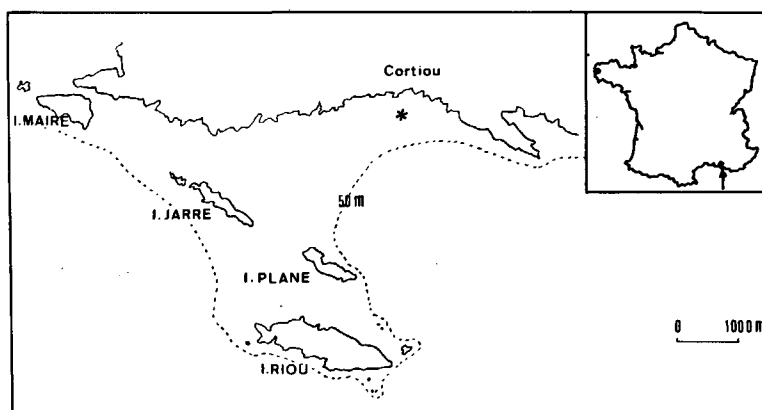 Cortiou
I.MAIRE
50 m
I.JARRE
I.PLANE
0 1000 m
I.RIOU